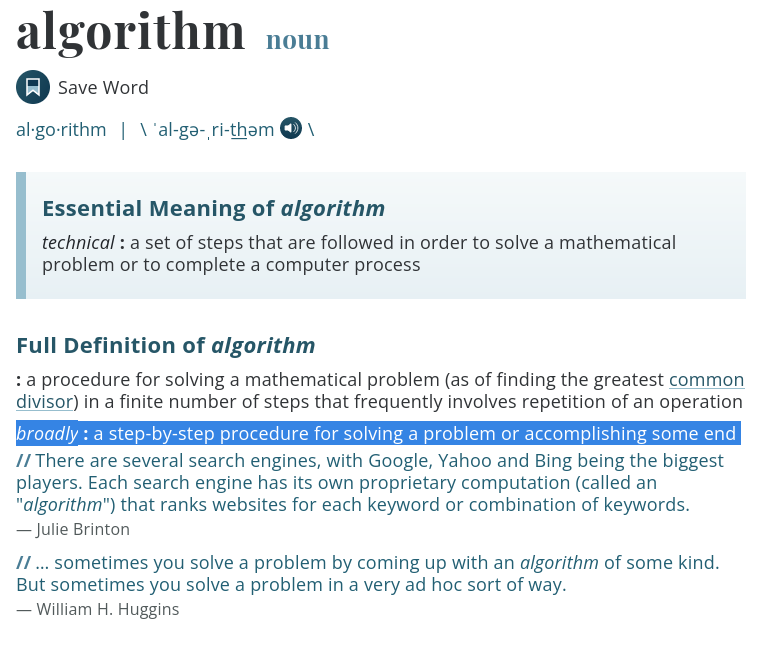 algorithm noun
Save Word
al·go·rithm | \ ˈal-gə-ˌri-t͟həm \
Essential Meaning of algorithm
technical : a set of steps that are followed in order to solve a mathematical
problem or to complete a computer process
Full Definition of algorithm
: a procedure for solving a mathematical problem (as of finding the greatest common
divisor) in a finite number of steps that frequently involves repetition of an operation
broadly : a step-by-step procedure for solving a problem or accomplishing some end
// There are several search engines, with Google, Yahoo and Bing being the biggest
players. Each search engine has its own proprietary computation (called an
"algorithm") that ranks websites for each keyword or combination of keywords.
— Julie Brinton
// ... sometimes you solve a problem by coming up with an algorithm of some kind.
But sometimes you solve a problem in a very ad hoc sort of way.
— William H. Huggins